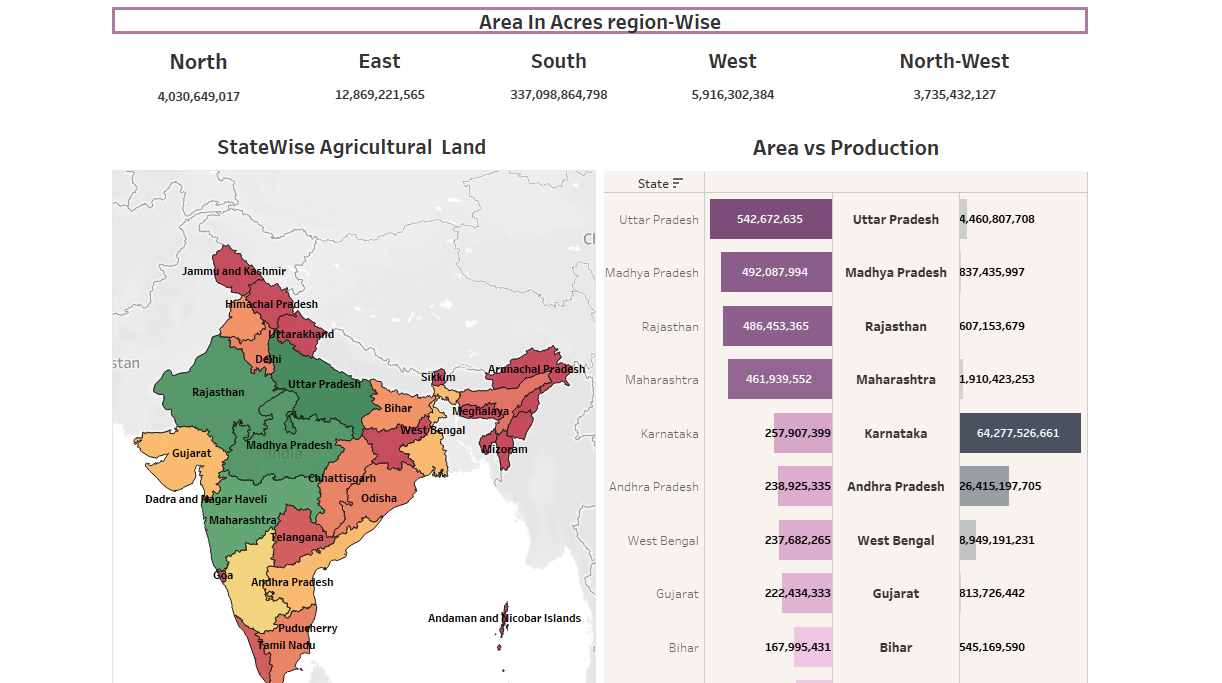 Area In Acres region-Wise
North East South West North-West
4,030,649,017 12,869,221,565 337,098,864,798 5,916,302,384 3,735,432,127
StateWise Agricultural Land
Area vs Production
State
Uttar Pradesh 542,672,635 Uttar Pradesh 4,460,807,708
Madhya Pradesh 492,087,994 Madhya Pradesh 837,435,997
Rajasthan 486,453,365 Rajasthan 607,153,679
Maharashtra 461,939,552 Maharashtra 1,910,423,253
Karnataka 257,907,399 Karnataka 64,277,526,661
Andhra Pradesh 238,925,335 Andhra Pradesh 26,415,197,705
West Bengal 237,682,265 West Bengal 8,949,191,231
Gujarat 222,434,333 Gujarat 813,726,442
Bihar 167,995,431 Bihar 545,169,590
Jammu and Kashmir
Himachal Pradesh
Uttarakhand
stan
Delhi
Arunachal Pradesh
Sikkim
Uttar Pradesh
Rajasthan
Bihar
Meghalaya
West Bengal
Madhya Pradesh
Mizoram
Gujarat
India
Chhattisgarh
Dadra and Nagar Haveli
Odisha
Maharashtra
Telangana
Goa
Andhra Pradesh
Andaman and Nicobar Islands
Puducherry
Tamil Nadu